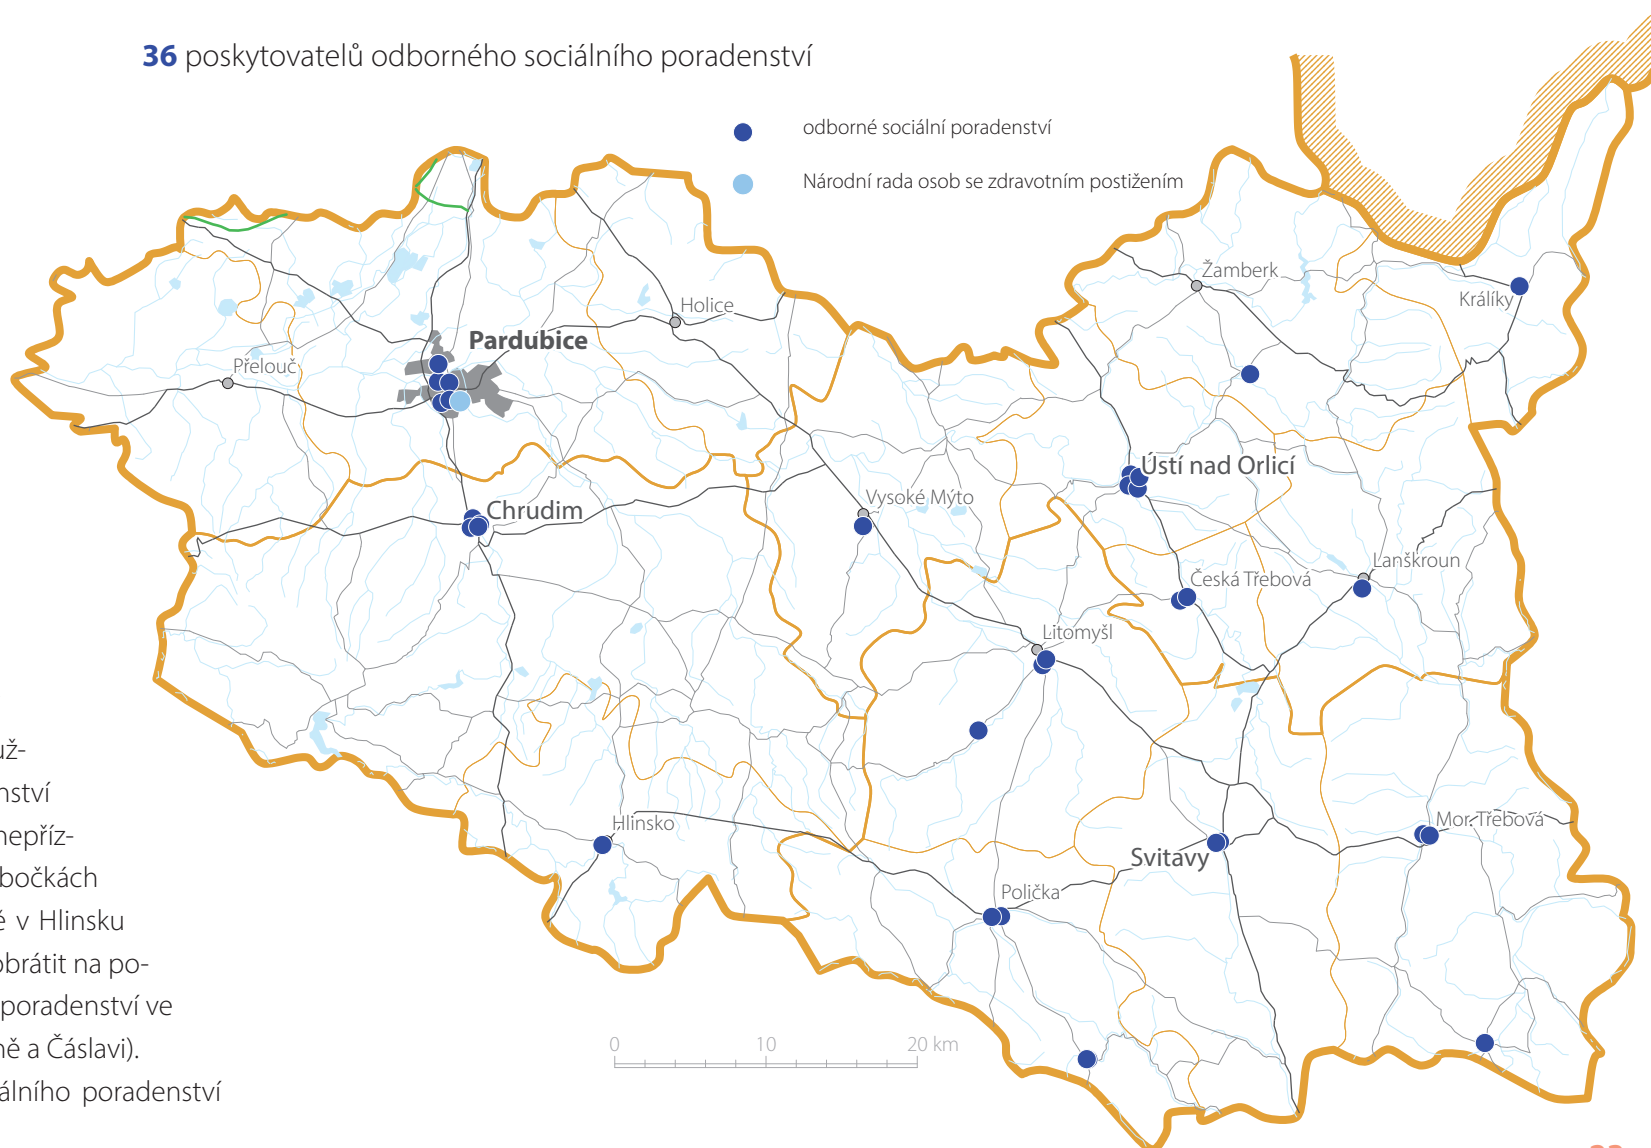 36 poskytovatelů odborného sociálního poradenství
odborné sociální poradenství
Národní rada osob se zdravotním postižením
Žamberk
Králíky
Holice
Pardubice
Přelouč
Ústí nad Orlicí
Vysoké Mýto
Chrudim
Lanškroun
Česká Třebová
Litomyšl
Hlinsko
Mor. Třebová
Svitavy
Polička
0 10 20 km
už-
nství
nepříz-
bočkách
v Hlinsku
obrátit na po-
poradenství ve
ně a Čáslavi).
álního poradenství